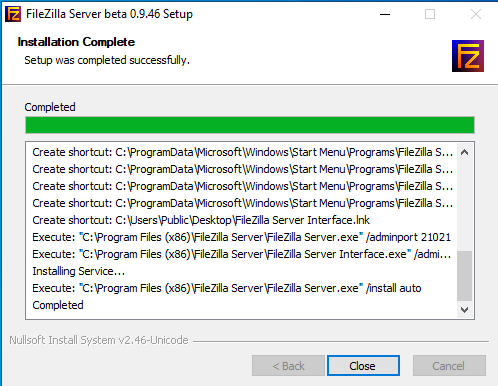 FileZilla Server beta 0.9.46 Setup
Installation Complete
Setup was completed successfully.
Completed
Create shortcut: C:\ProgramData\Microsoft\Windows\Start Menu\Programs\FileZilla S...
Create shortcut: C:\ProgramData\Microsoft\Windows\Start Menu\Programs\FileZilla S...
Create shortcut: C:\ProgramData\Microsoft\Windows\Start Menu\Programs\FileZilla S...
Create shortcut: C:\ProgramData\Microsoft\Windows\Start Menu\Programs\FileZilla S...
Create shortcut: C:\Users\Public\Desktop\FileZilla Server Interface.lnk
Execute: "C:\Program Files (x86)\FileZilla Server\FileZilla Server.exe" /adminport 21021
Execute: "C:\Program Files (x86)\FileZilla Server\FileZilla Server Interface.exe" /admi...
Installing Service...
Execute: "C:\Program Files (x86)\FileZilla Server\FileZilla Server.exe" /install auto
Completed
Nullsoft Install System v2.46-Unicode
< Back Close Cancel